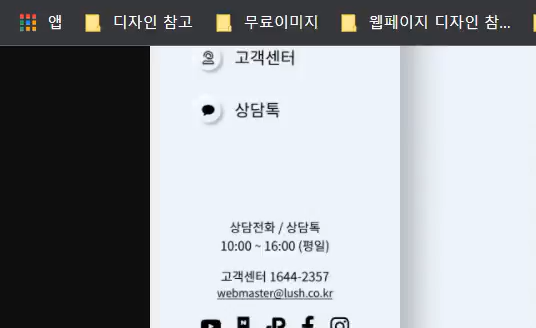 앱 디자인 참고 무료이미지 웹페이지 디자인 참...
고객센터
상담톡
상담전화 / 상담톡
10:00 ~ 16:00 (평일)
고객센터 1644-2357
webmaster@lush.co.kr